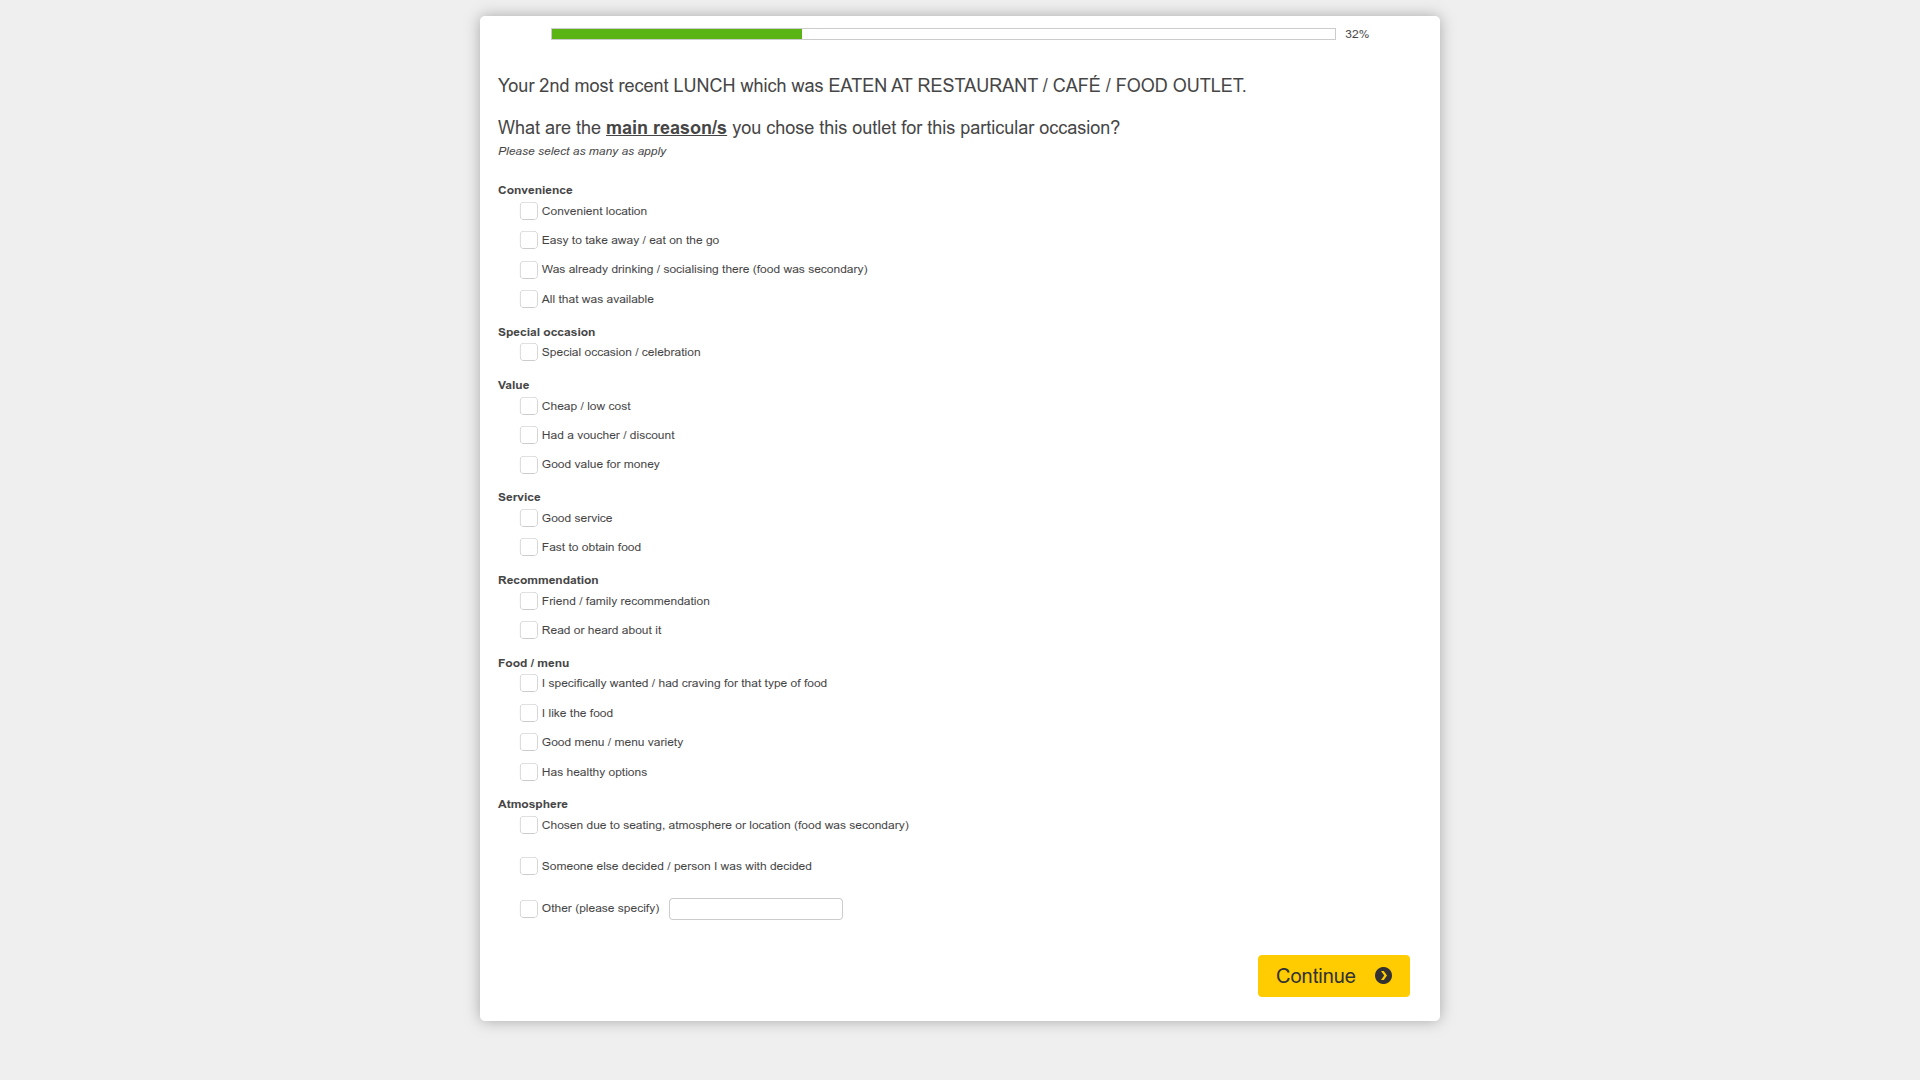 32%
Your 2nd most recent LUNCH which was EATEN AT RESTAURANT / CAFÉ / FOOD OUTLET.
What are the main reason/s you chose this outlet for this particular occasion?
Please select as many as apply
Convenience
Convenient location
Easy to take away / eat on the go
Was already drinking / socialising there (food was secondary)
All that was available
Special occasion
Special occasion / celebration
Value
Cheap / low cost
Had a voucher / discount
Good value for money
Service
Good service
Fast to obtain food
Recommendation
Friend / family recommendation
Read or heard about it
Food / menu
I specifically wanted / had craving for that type of food
I like the food
Good menu / menu variety
Has healthy options
Atmosphere
Chosen due to seating, atmosphere or location (food was secondary)
Someone else decided / person I was with decided
Other (please specify)
Continue